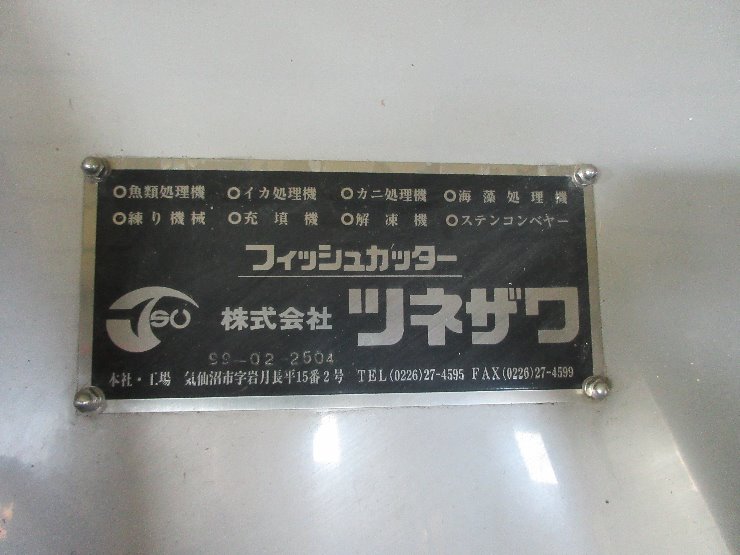 ○魚類処理機 ○イカ処理機 ○カニ処理機 ○海藻処理機
○練り機械 ○充填機 ○解凍機 ○ステンコンベヤー
フィッシュカッター
TSU 株式会社 ツネザワ
99-02 2504
本社・工場 気仙沼市字岩月長平15番2号 TEL(0226)27-4595 FAX(0226)27-4599